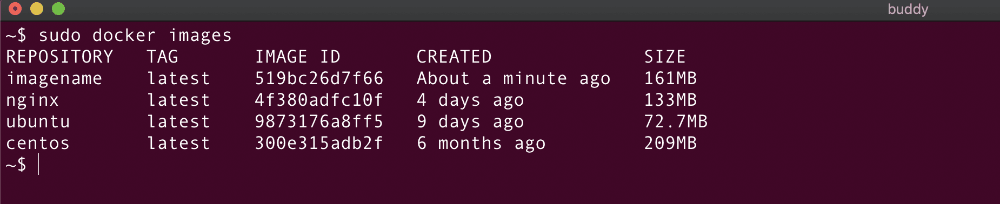 buddy
~$ sudo docker images
REPOSITORY   TAG       IMAGE ID       CREATED              SIZE
imagename    latest    519bc26d7f66   About a minute ago   161MB
nginx        latest    4f380adfc10f   4 days ago           133MB
ubuntu       latest    9873176a8ff5   9 days ago           72.7MB
centos       latest    300e315adb2f   6 months ago         209MB
~$